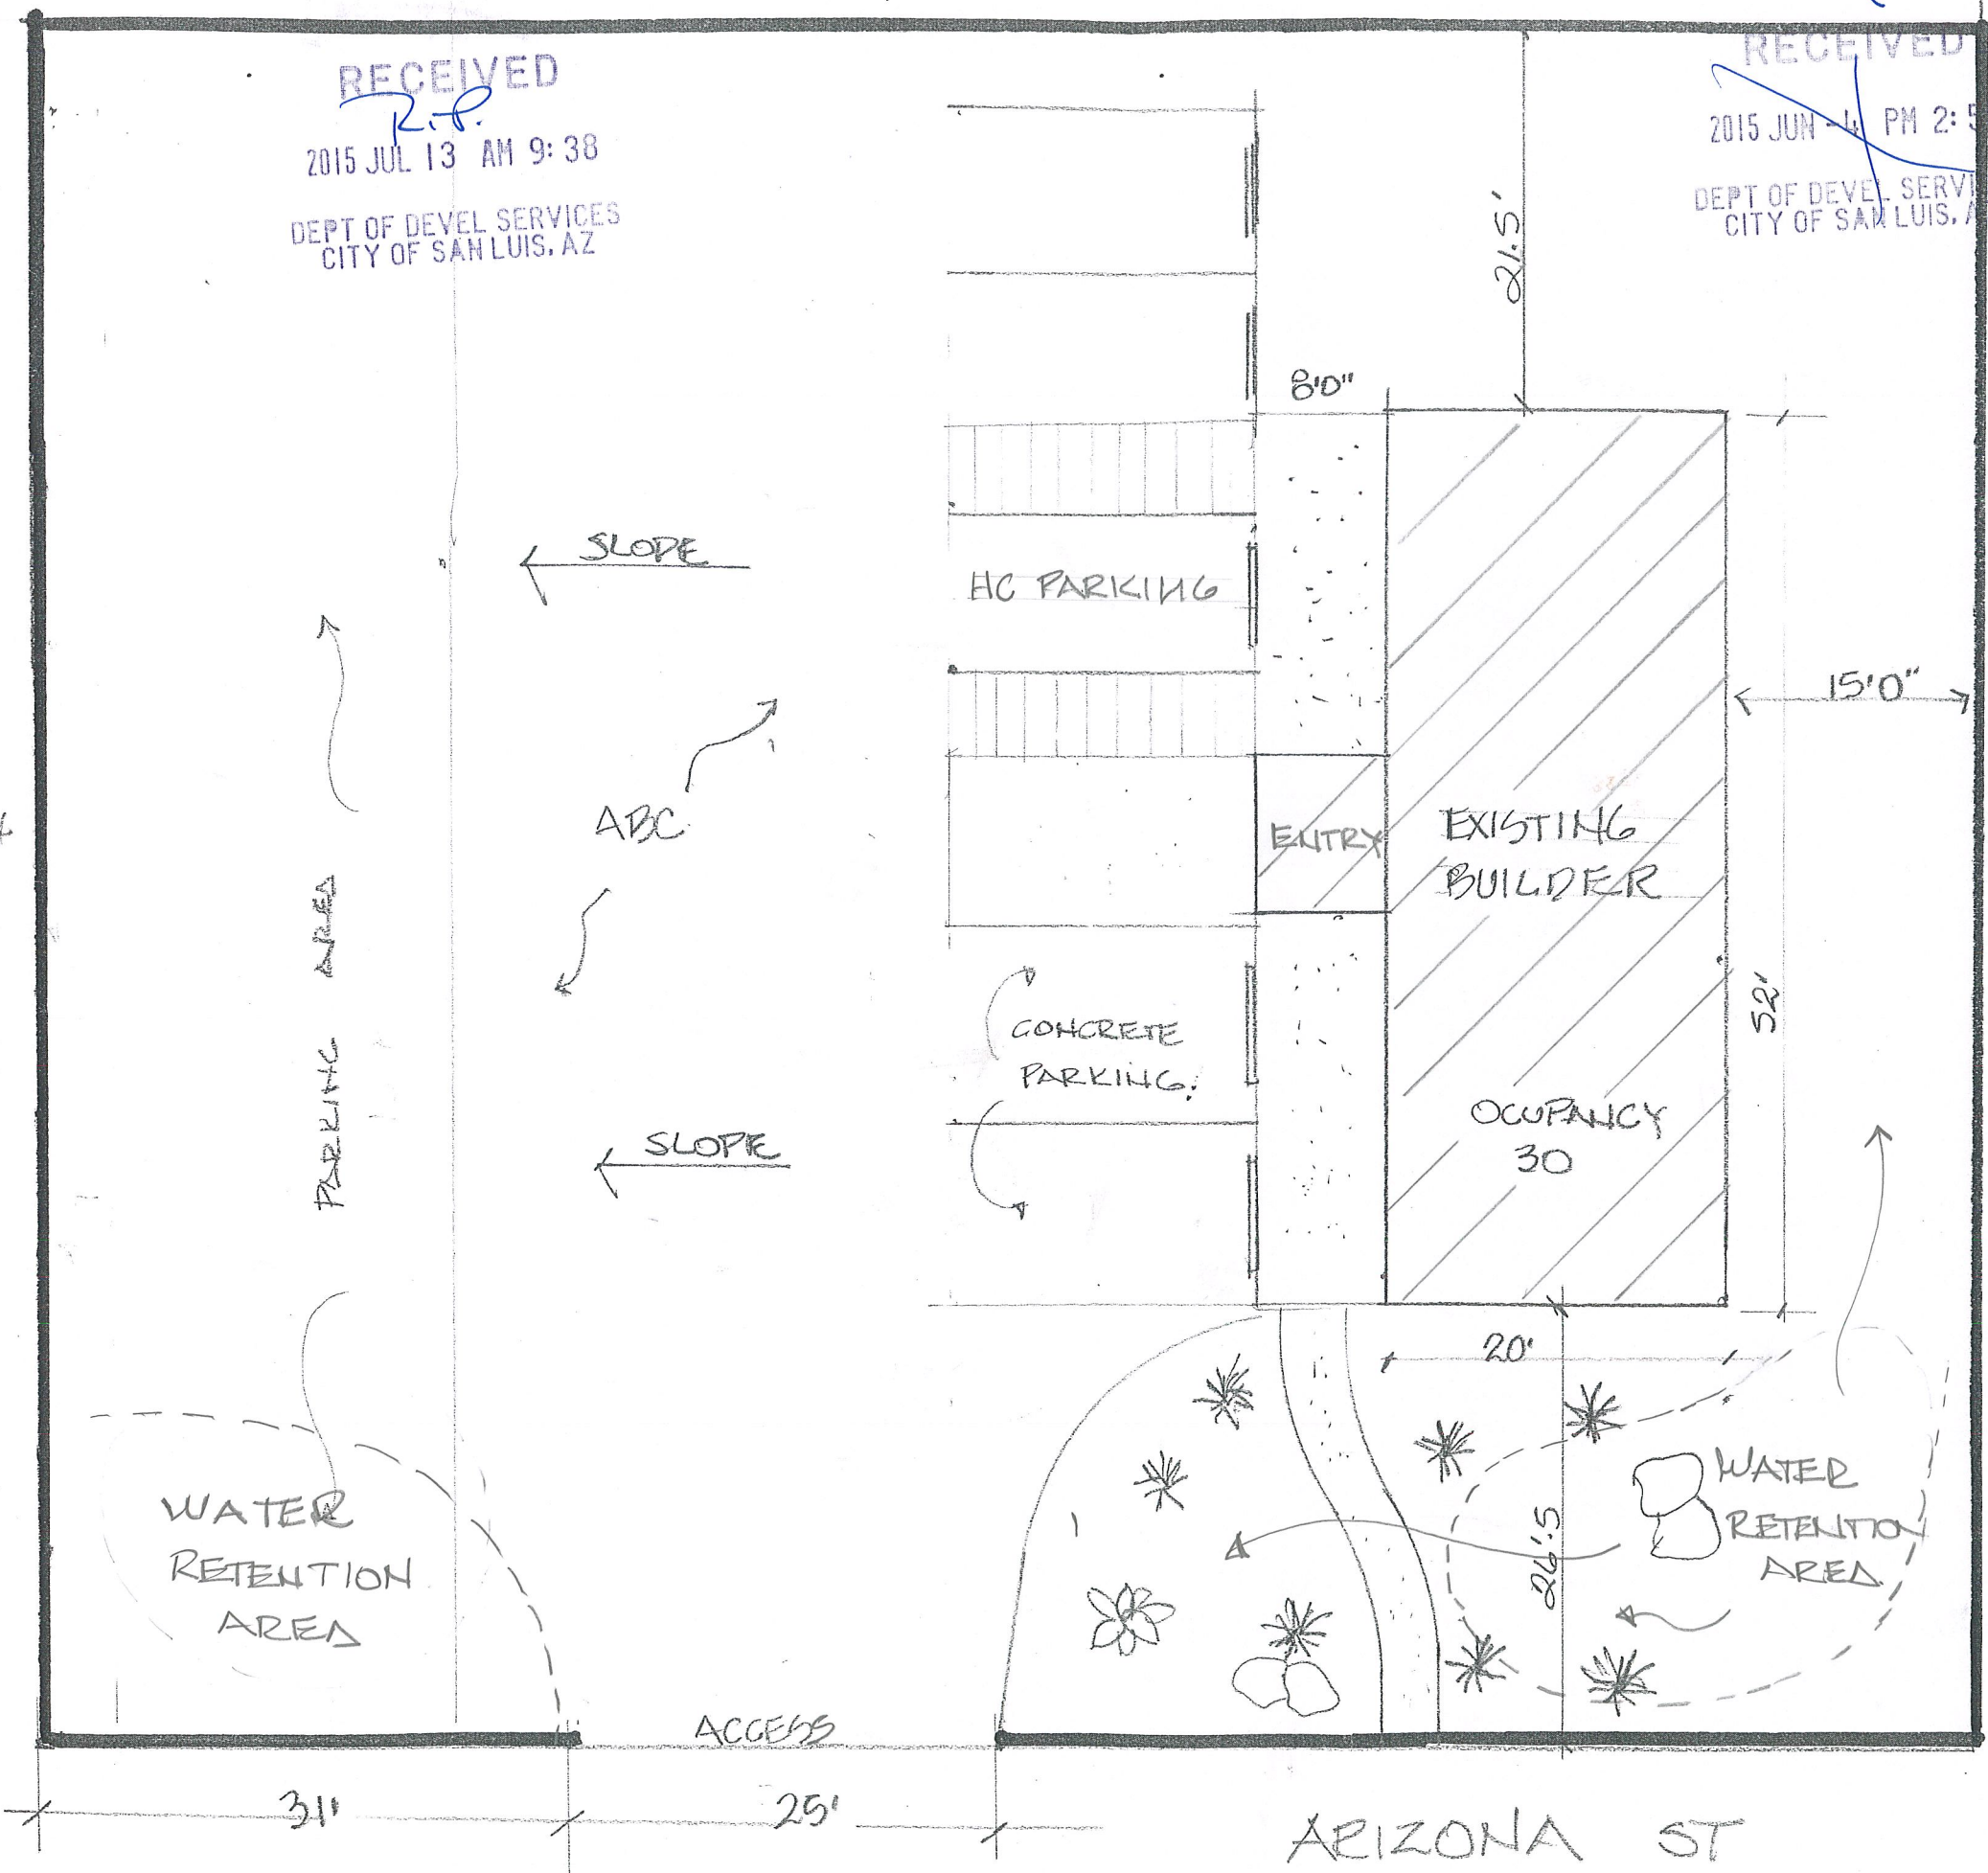 RECEIVED
R.P.
2015 JUL 13 AM 9:38
DEPT OF DEVEL SERVICES
CITY OF SAN LUIS, AZ
RECEIVED
2015 JUN -4 PM 2:5
DEPT OF DEVEL SERVI
CITY OF SAN LUIS, A
21.5'
8'0"
SLOPE
HC PARKING
15'0"
ABC
ENTRY
EXISTING
BUILDER
PARKING AREA
52'
CONCRETE
PARKING.
OCUPANCY
30
SLOPE
20'
WATER
RETENTION
AREA
26'.5
WATER
RETENTION
AREA
ACCESS
31'
25'
ARIZONA ST